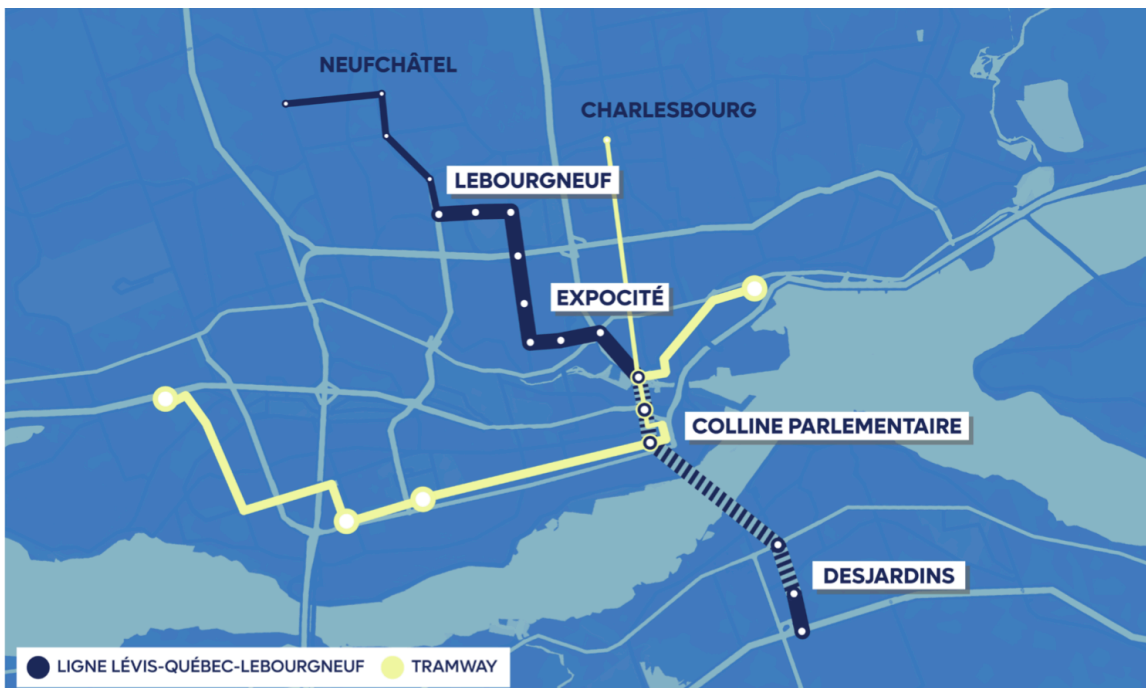 NEUFCHÂTEL
CHARLESBOURG
LEBOURGNEUF
EXPOCITÉ
COLLINE PARLEMENTAIRE
DESJARDINS
LIGNE LÉVIS-QUÉBEC-LEBOURGNEUF TRAMWAY